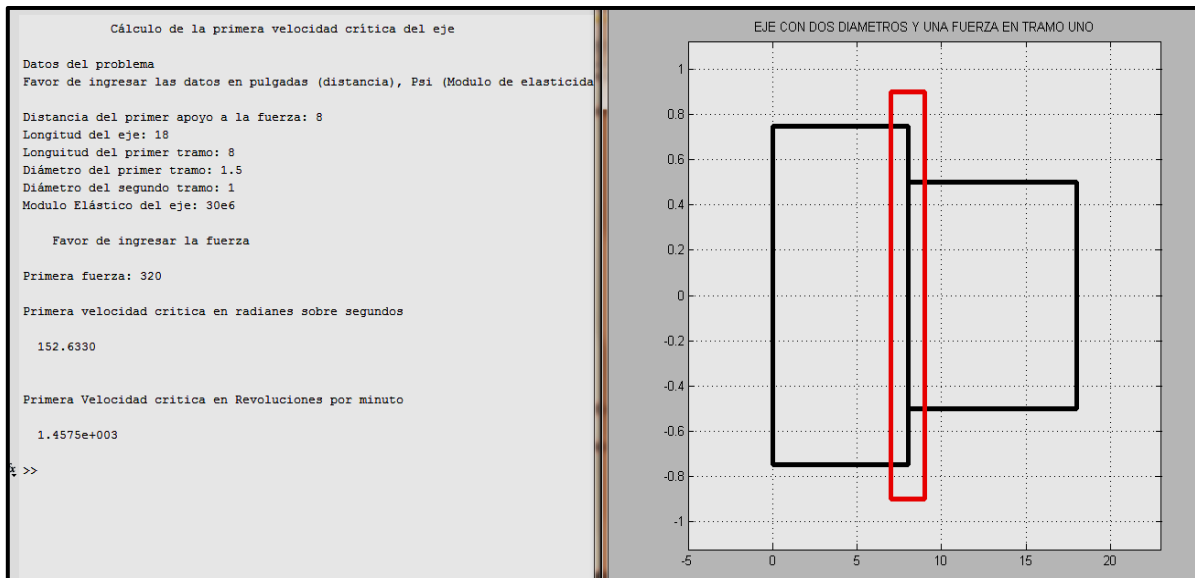 Cálculo de la primera velocidad crítica del eje
Datos del problema
Favor de ingresar las datos en pulgadas (distancia), Psi (Modulo de elasticida
Distancia del primer apoyo a la fuerza: 8
Longitud del eje: 18
Longuitud del primer tramo: 8
Diámetro del primer tramo: 1.5
Diámetro del segundo tramo: 1
Modulo Elástico del eje: 30e6
Favor de ingresar la fuerza
Primera fuerza: 320
Primera velocidad critica en radianes sobre segundos
152.6330
Primera Velocidad critica en Revoluciones por minuto
1.4575e+003
>>
EJE CON DOS DIAMETROS Y UNA FUERZA EN TRAMO UNO
1
0.8
0.6
0.4
0.2
0
-0.2
-0.4
-0.6
-0.8
-1
-5 0 5 10 15 20